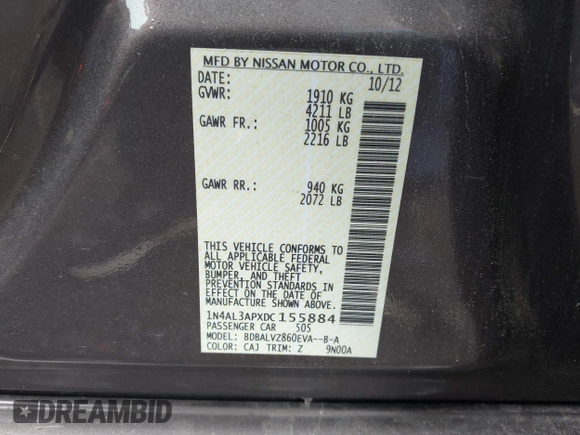 MFD BY NISSAN MOTOR CO., LTD.
DATE: 10/12
GVWR: 1910 KG
4211 LB
GAWR FR.: 1005 KG
2216 LB
GAWR RR.: 940 KG
2072 LB
THIS VEHICLE CONFORMS TO
ALL APPLICABLE FEDERAL
MOTOR VEHICLE SAFETY,
BUMPER, AND THEFT
PREVENTION STANDARDS IN
EFFECT ON THE DATE OF
MANUFACTURE SHOWN ABOVE.
1N4AL3APXDC155884
PASSENGER CAR 505
MODEL: BDBALVZ860EVA--B-A
COLOR: CAJ TRIM: Z 9N00A
DREAMBID